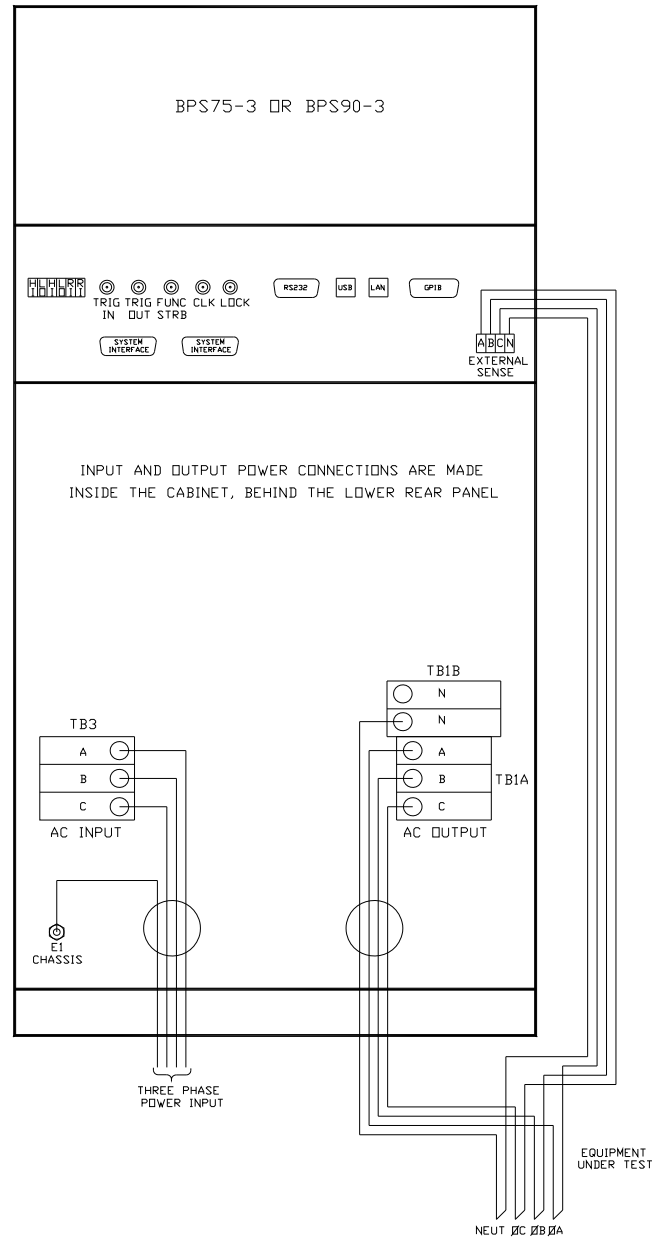 BPS75-3 OR BPS90-3
H L H L R R
I O I O I I
TRIG TRIG FUNC CLK LOCK
IN OUT STRB
RS232
USB
LAN
GPIB
SYSTEM
INTERFACE
SYSTEM
INTERFACE
A B C N
EXTERNAL
SENSE
INPUT AND OUTPUT POWER CONNECTIONS ARE MADE
INSIDE THE CABINET, BEHIND THE LOWER REAR PANEL
TB3
A
B
C
AC INPUT
TB1B
N
N
A
B
C
TB1A
AC OUTPUT
E1
CHASSIS
THREE PHASE
POWER INPUT
EQUIPMENT
UNDER TEST
NEUT ØC ØB ØA